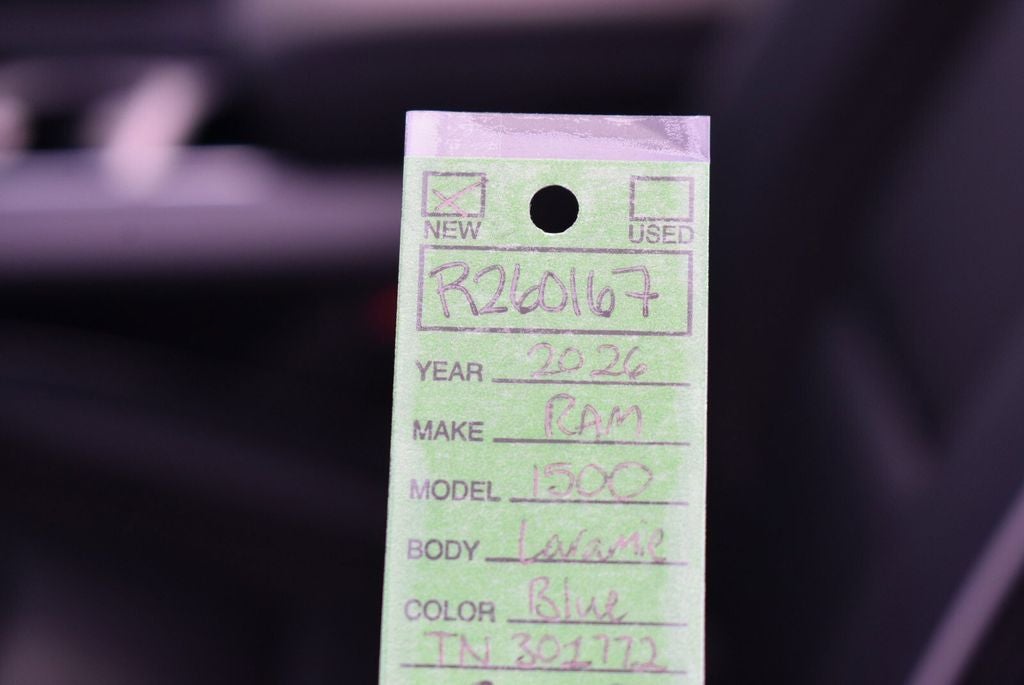 NEW USED
R260167
YEAR 2026
MAKE RAM
MODEL 1500
BODY Laramie
COLOR Blue
TN 301772